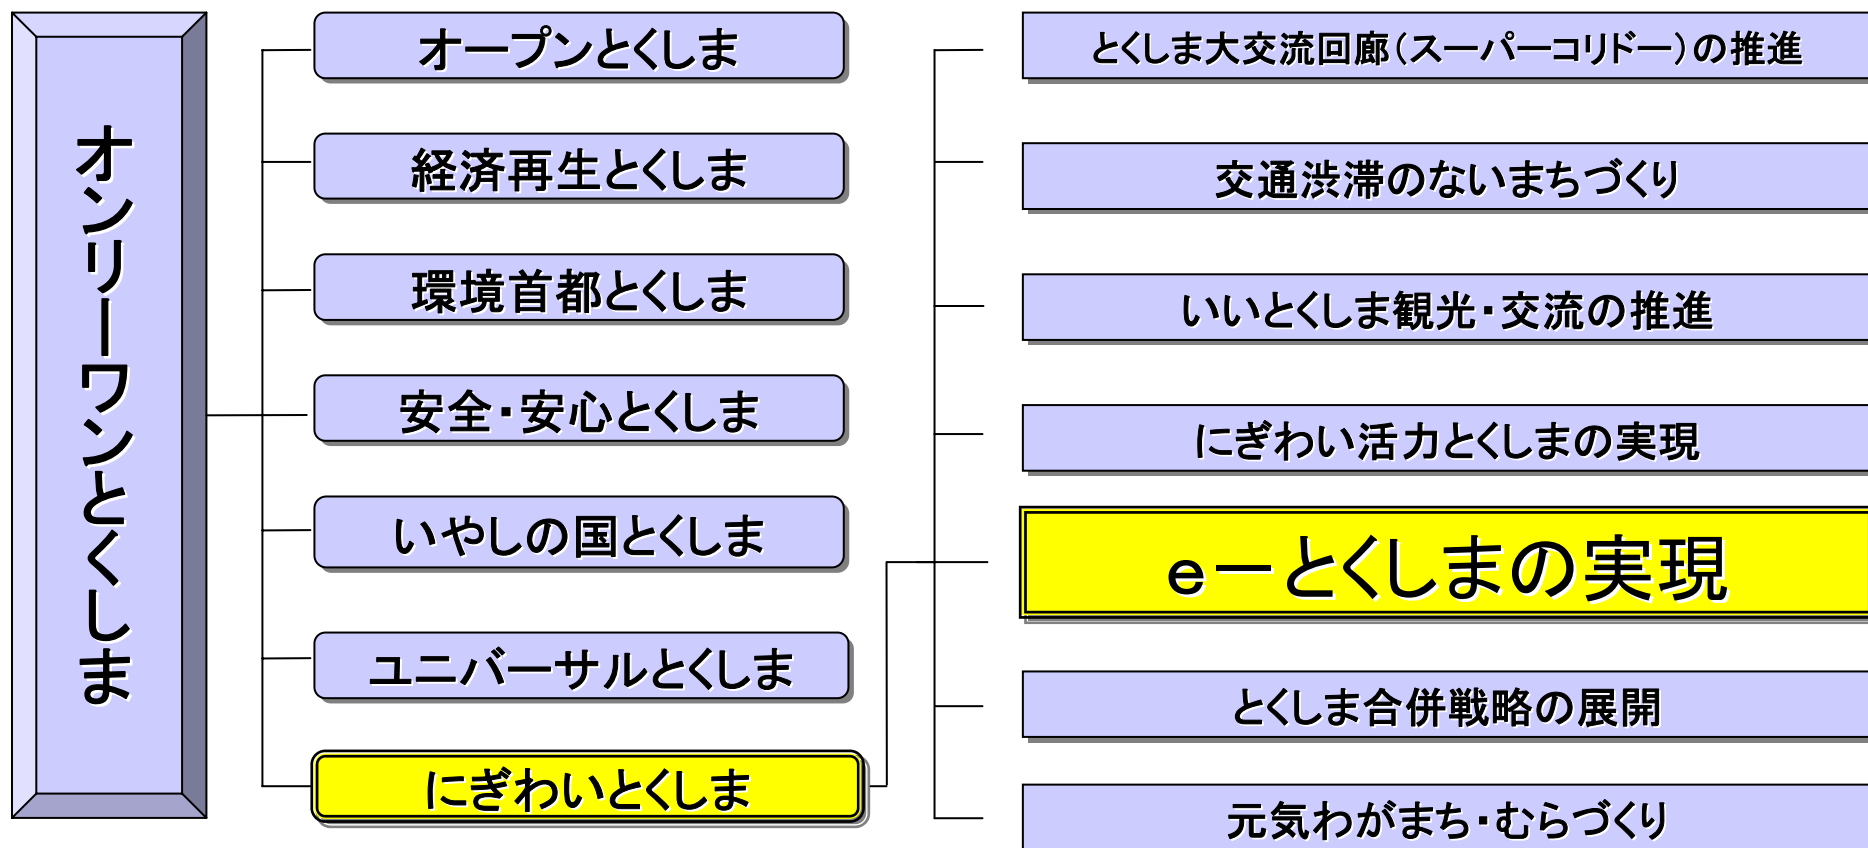 オンリーワンとくしま
オープンとくしま
経済再生とくしま
環境首都とくしま
安全・安心とくしま
いやしの国とくしま
ユニバーサルとくしま
にぎわいとくしま
とくしま大交流回廊（スーパーコリドー）の推進
交通渋滞のないまちづくり
いいとくしま観光・交流の推進
にぎわい活力とくしまの実現
e－とくしまの実現
とくしま合併戦略の展開
元気わがまち・むらづくり